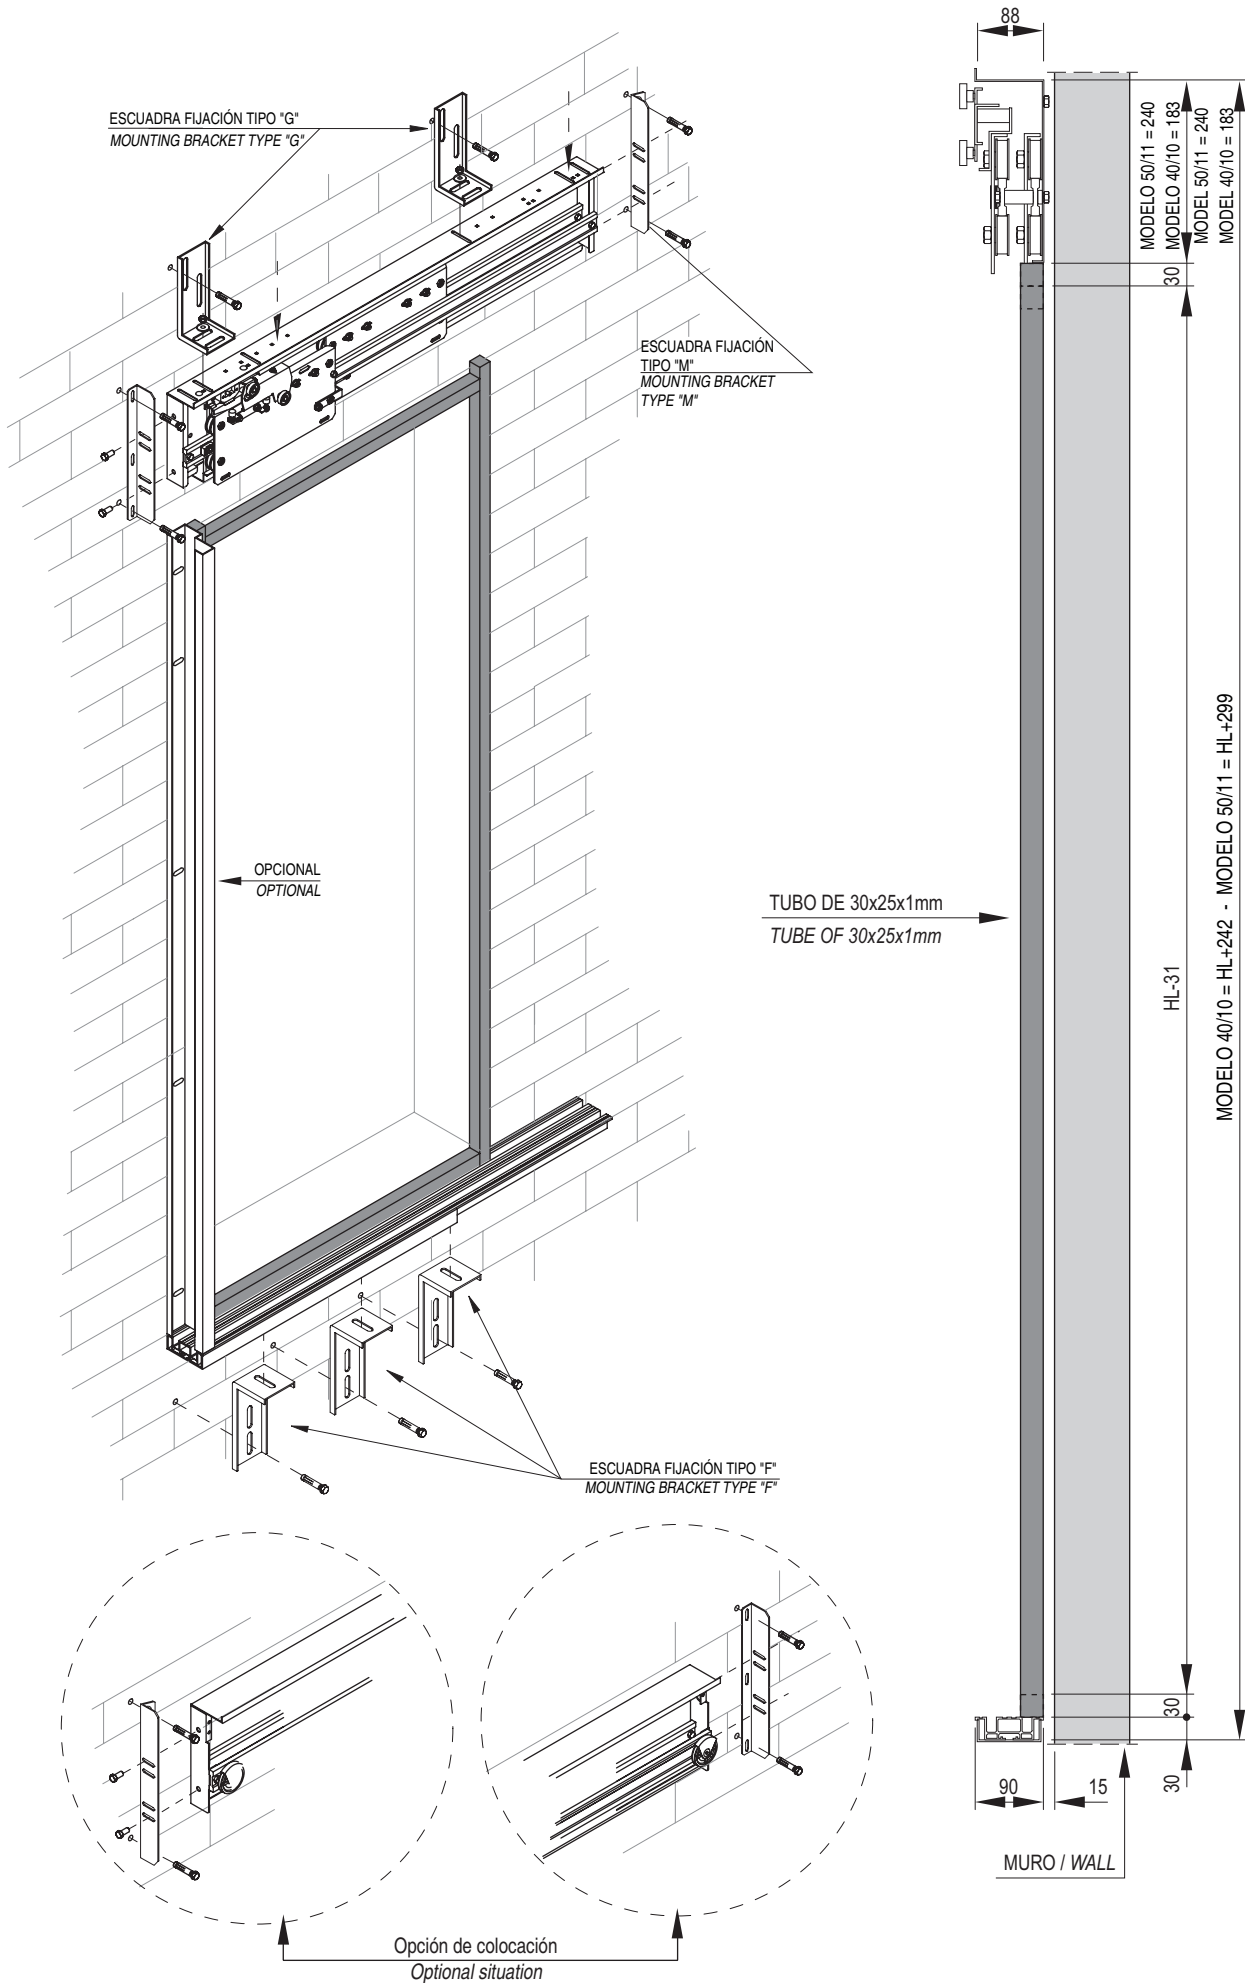 88
ESCUADRA FIJACIÓN TIPO "G"
MOUNTING BRACKET TYPE "G"
MODELO 50/11 = 240
MODELO 40/10 = 183
MODEL 50/11 = 240
MODEL 40/10 = 183
30
ESCUADRA FIJACIÓN
TIPO "M"
MOUNTING BRACKET
TYPE "M"
OPCIONAL
OPTIONAL
TUBO DE 30x25x1mm
TUBE OF 30x25x1mm
HL-31
MODELO 40/10 = HL+242 - MODELO 50/11 = HL+299
ESCUADRA FIJACIÓN TIPO "F"
MOUNTING BRACKET TYPE "F"
30
90
15
30
MURO / WALL
Opción de colocación
Optional situation